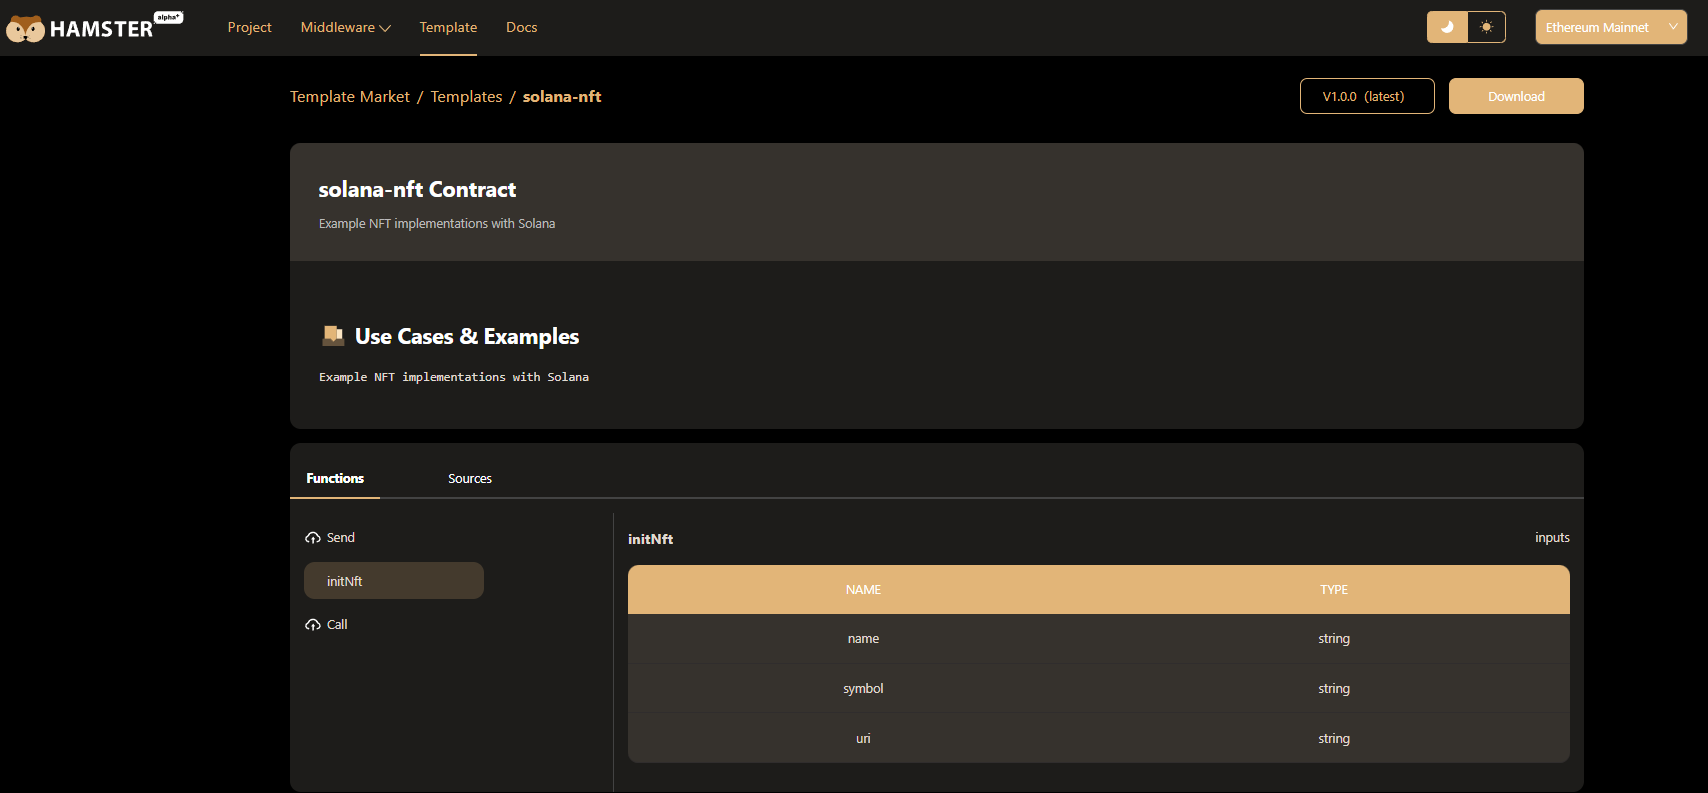 HAMSTER alpha+
Project Middleware Template Docs
Ethereum Mainnet
Template Market / Templates / solana-nft
V1.0.0 (latest)
Download
solana-nft Contract
Example NFT implementations with Solana
Use Cases & Examples
Example NFT implementations with Solana
Functions Sources
Send
initNft
Call
initNft
inputs
NAME TYPE
name string
symbol string
uri string